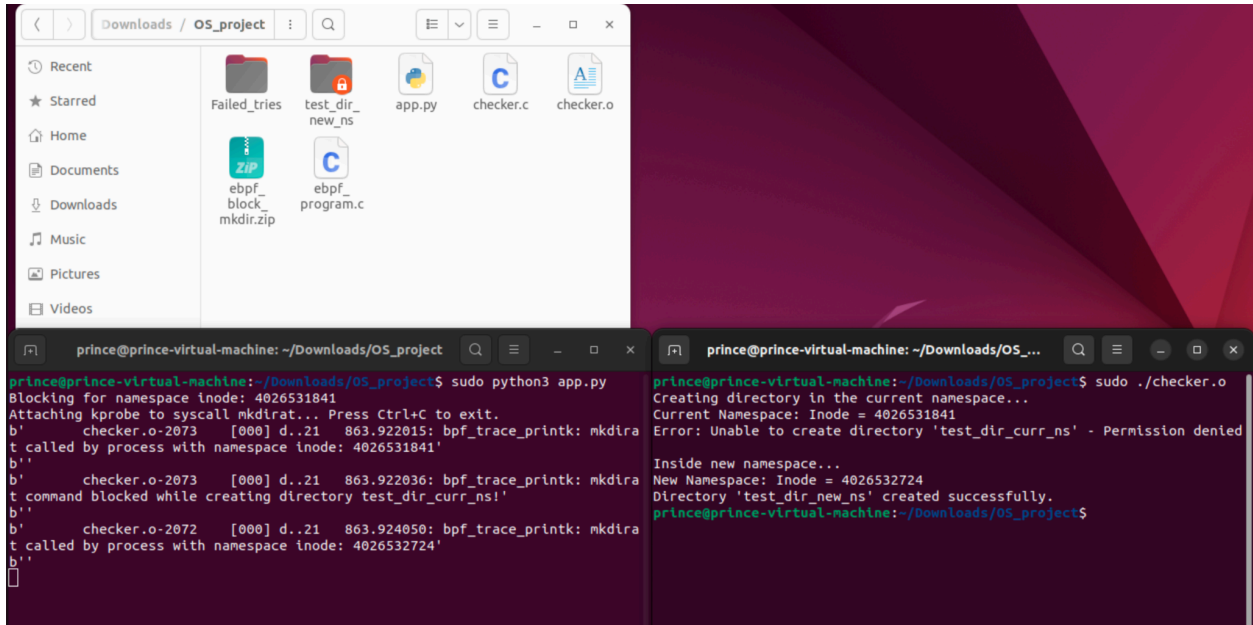 Downloads / OS_project
Recent
Starred
Home
Documents
Downloads
Music
Pictures
Videos
Failed_tries
test_dir_
new_ns
app.py
checker.c
checker.o
ZIP
ebpf_
block_
mkdir.zip
ebpf_
program.c
prince@prince-virtual-machine: ~/Downloads/OS_project
prince@prince-virtual-machine:~/Downloads/OS_project$ sudo python3 app.py
Blocking for namespace inode: 4026531841
Attaching kprobe to syscall mkdirat... Press Ctrl+C to exit.
b'       checker.o-2073    [000] d..21   863.922015: bpf_trace_printk: mkdira
t called by process with namespace inode: 4026531841'
b''
b'       checker.o-2073    [000] d..21   863.922036: bpf_trace_printk: mkdira
t command blocked while creating directory test_dir_curr_ns!'
b''
b'       checker.o-2072    [000] d..21   863.924050: bpf_trace_printk: mkdira
t called by process with namespace inode: 4026532724'
b''
prince@prince-virtual-machine: ~/Downloads/OS_...
prince@prince-virtual-machine:~/Downloads/OS_project$ sudo ./checker.o
Creating directory in the current namespace...
Current Namespace: Inode = 4026531841
Error: Unable to create directory 'test_dir_curr_ns' - Permission denied
Inside new namespace...
New Namespace: Inode = 4026532724
Directory 'test_dir_new_ns' created successfully.
prince@prince-virtual-machine:~/Downloads/OS_project$